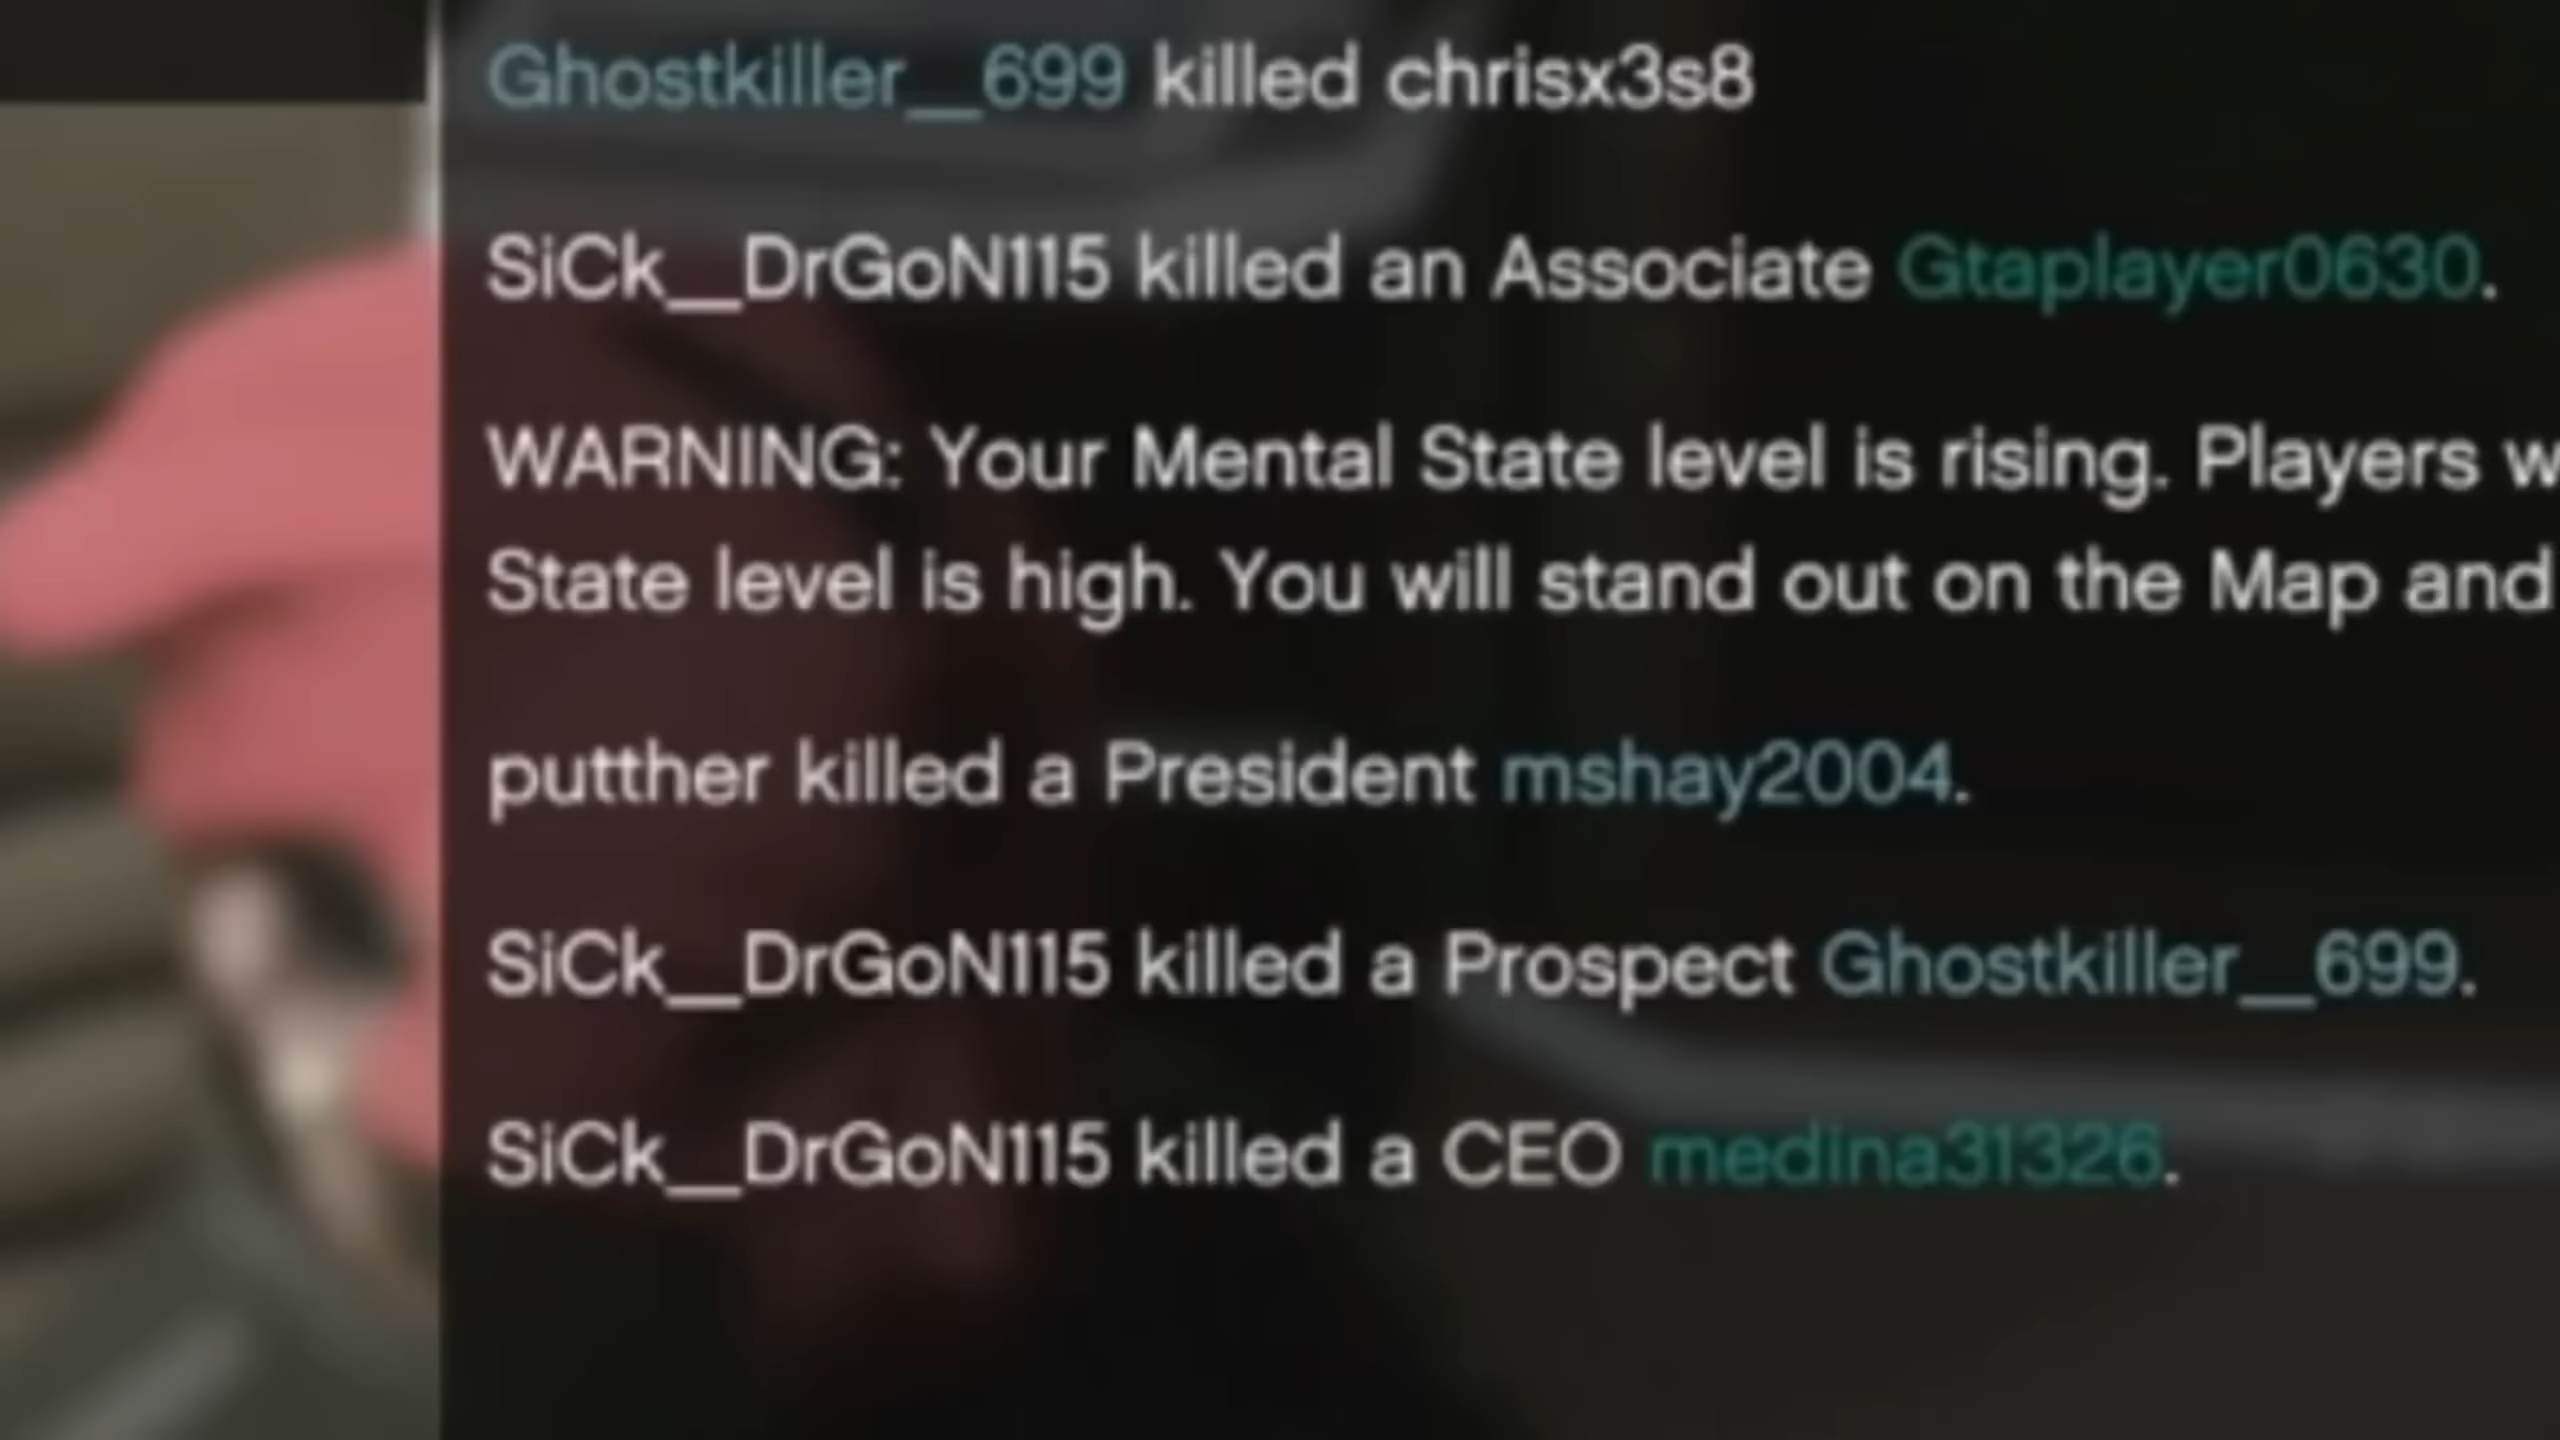 Ghostkiller__699 killed chrisx3s8
SiCk__DrGoN115 killed an Associate Gtaplayer0630.
WARNING: Your Mental State level is rising. Players w
State level is high. You will stand out on the Map and
putther killed a President mshay2004.
SiCk__DrGoN115 killed a Prospect Ghostkiller__699.
SiCk__DrGoN115 killed a CEO medina31326.